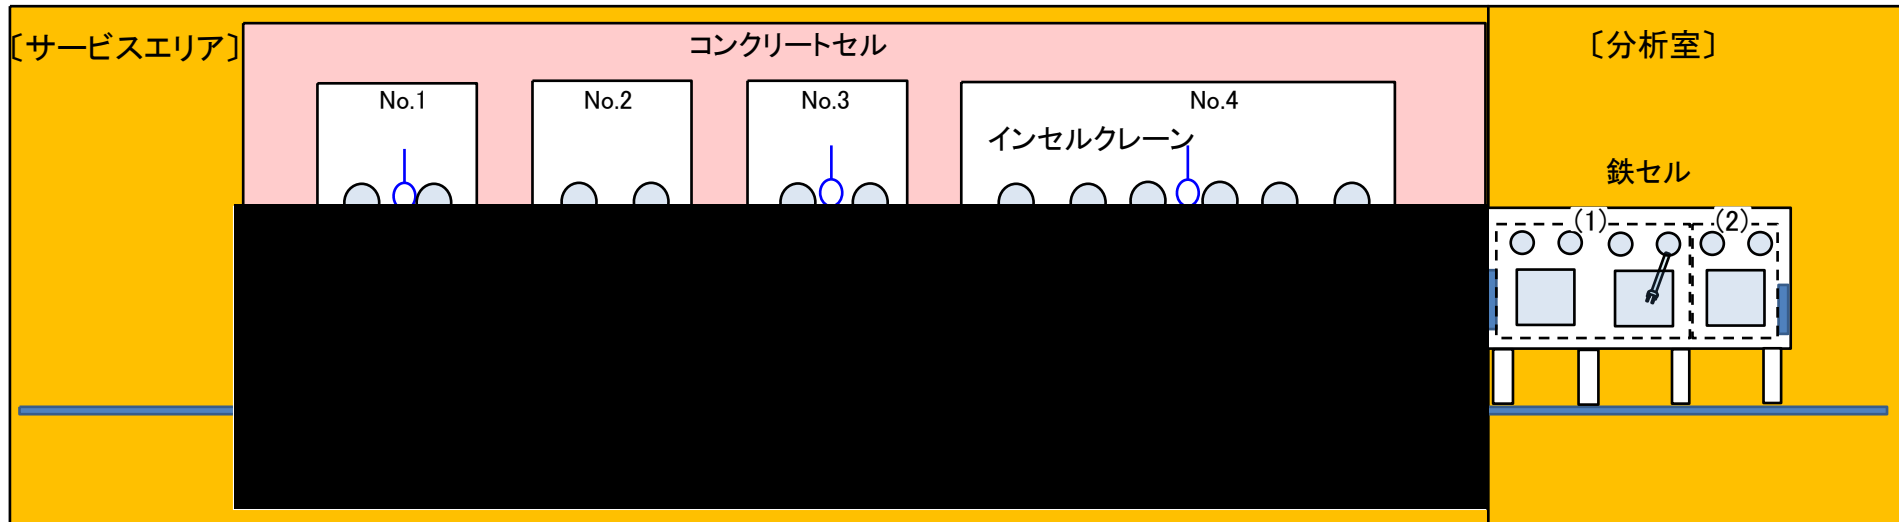 〔サービスエリア〕
コンクリートセル
〔分析室〕
No.1
No.2
No.3
No.4
インセルクレーン
鉄セル
(1)
(2)